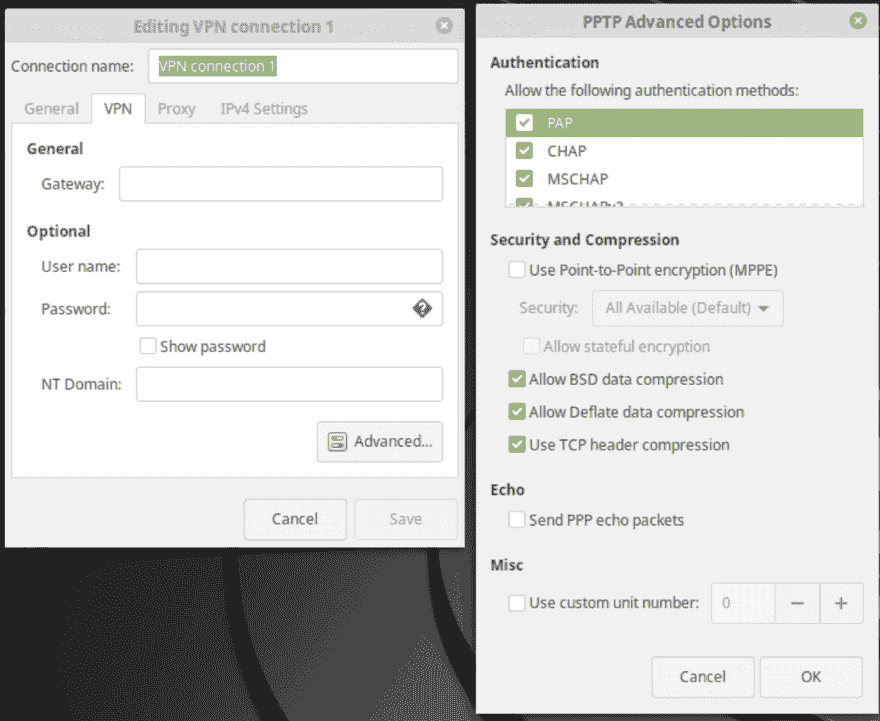 Editing VPN connection 1
Connection name: VPN connection 1
General VPN Proxy IPv4 Settings
General
Gateway:
Optional
User name:
Password:
Show password
NT Domain:
Advanced...
Cancel Save
PPTP Advanced Options
Authentication
Allow the following authentication methods:
PAP
CHAP
MSCHAP
MSCHAPv2
Security and Compression
Use Point-to-Point encryption (MPPE)
Security: All Available (Default)
Allow stateful encryption
Allow BSD data compression
Allow Deflate data compression
Use TCP header compression
Echo
Send PPP echo packets
Misc
Use custom unit number: 0 − +
Cancel OK